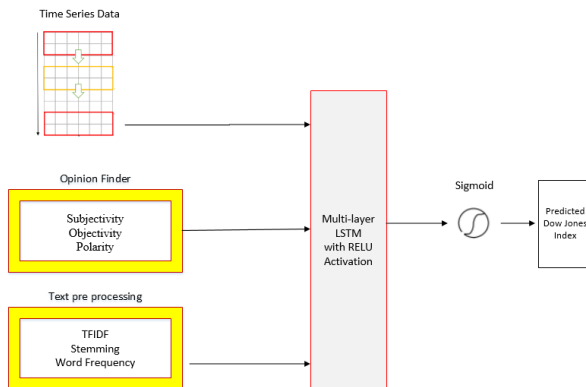 Time Series Data
Opinion Finder
Subjectivity
Objectivity
Polarity
Text pre processing
TFIDF
Stemming
Word Frequency
Multi-layer
LSTM
with RELU
Activation
Sigmoid
Predicted
Dow Jones
Index